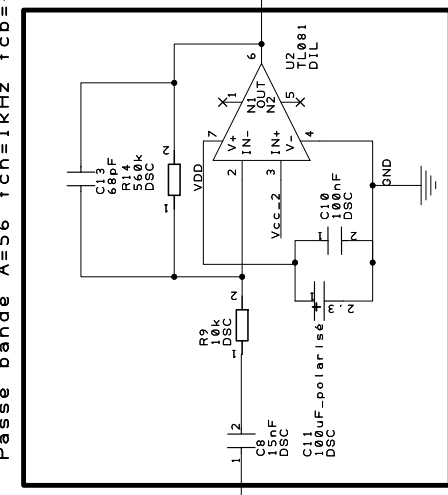 Passe bande A=56 fch=1kHz fcb=
C13
68pF
R14
560k
DSC
2
1
VDD
6
U2
TL081
DIL
OUT
N1
N2
1
5
7
4
V+
V-
IN-
IN+
2
3
Vcc_2
GND
C10
100nF
DSC
1
2
1
2.3
C11
100uF_polarisé
DSC
R9
10k
DSC
2
1
C8
15nF
DSC
2
1